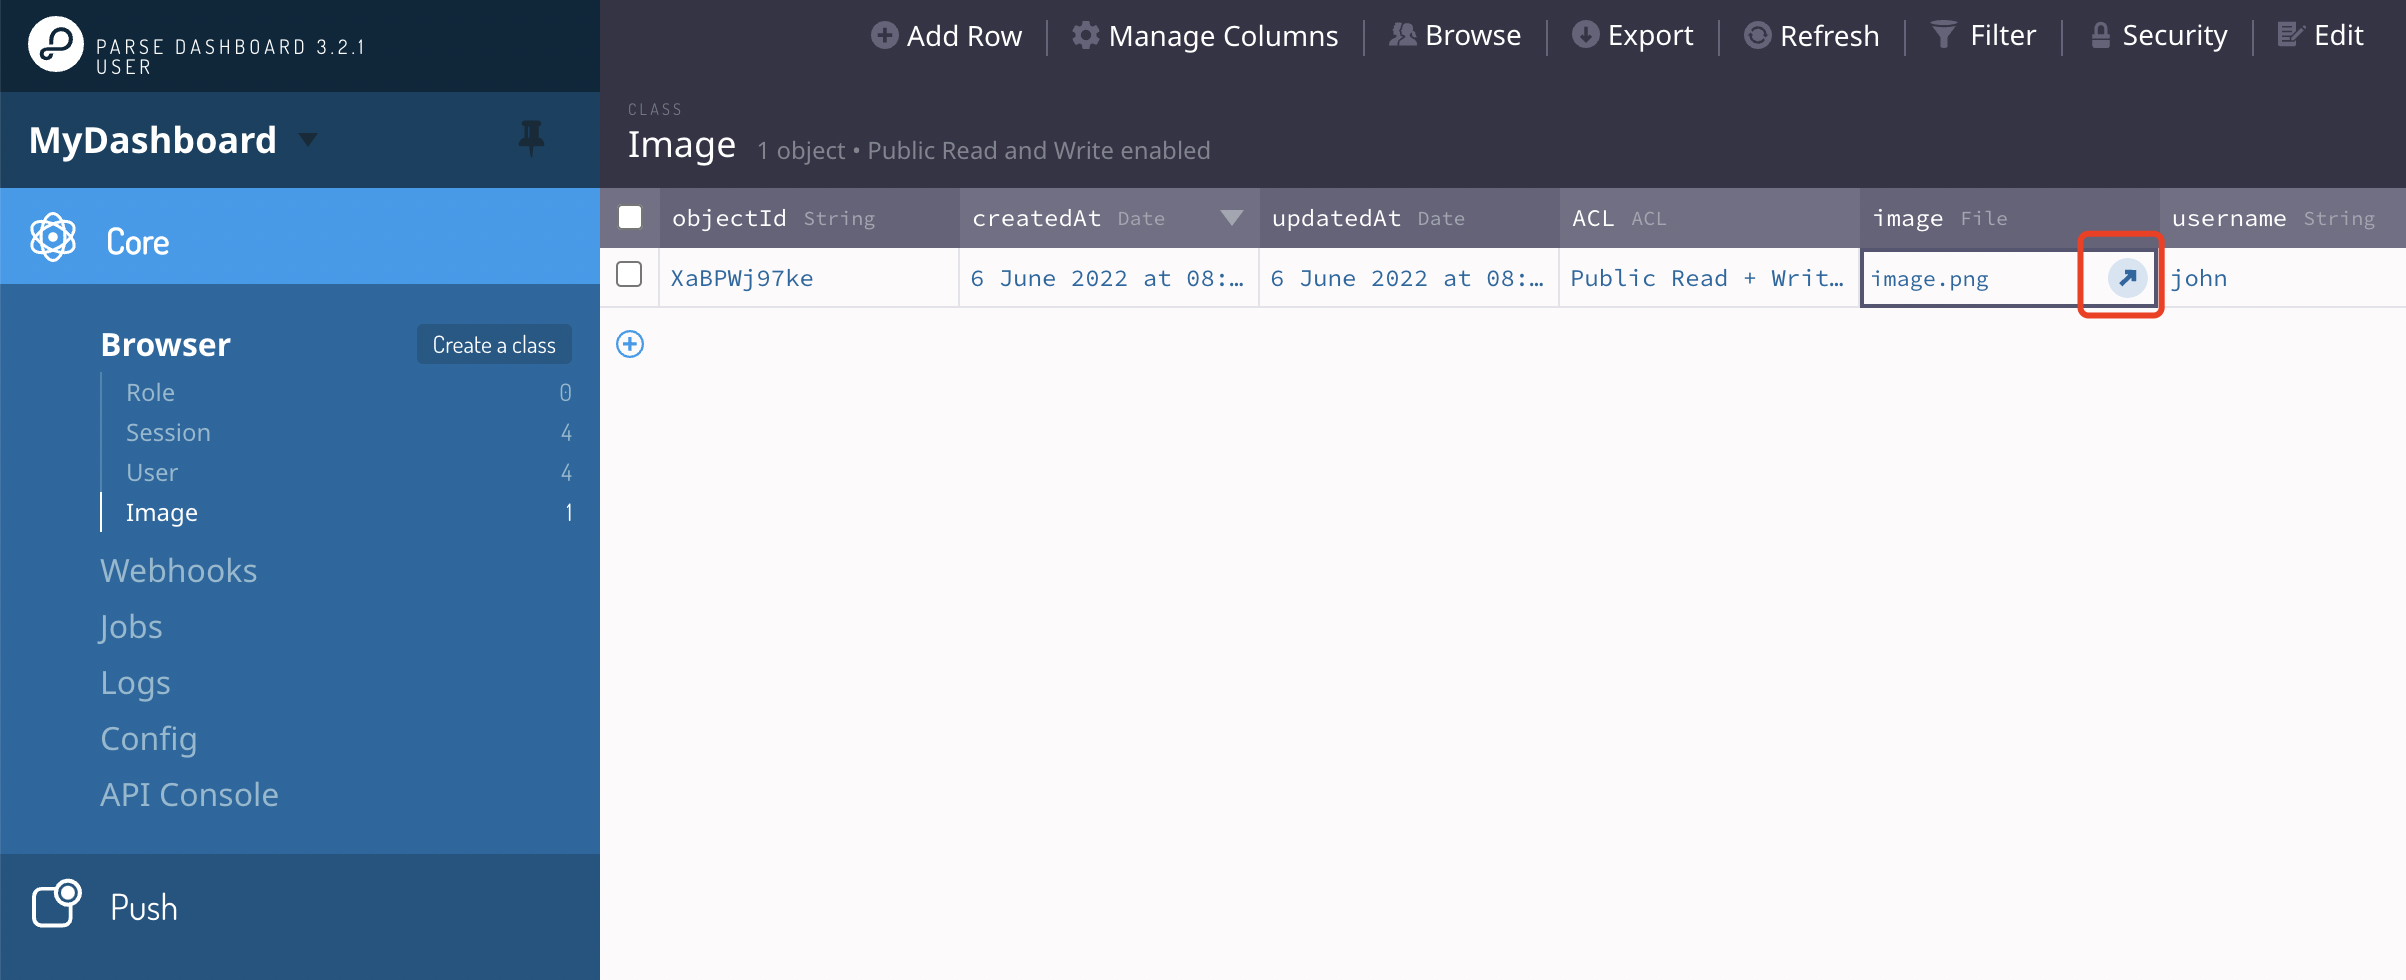 PARSE DASHBOARD 3.2.1
USER
MyDashboard
Core
Browser
Create a class
Role 0
Session 4
User 4
Image 1
Webhooks
Jobs
Logs
Config
API Console
Push
Add Row Manage Columns Browse Export Refresh Filter Security Edit
CLASS
Image 1 object • Public Read and Write enabled
objectId String createdAt Date updatedAt Date ACL ACL image File username String
XaBPWj97ke 6 June 2022 at 08:… 6 June 2022 at 08:… Public Read + Writ… image.png john